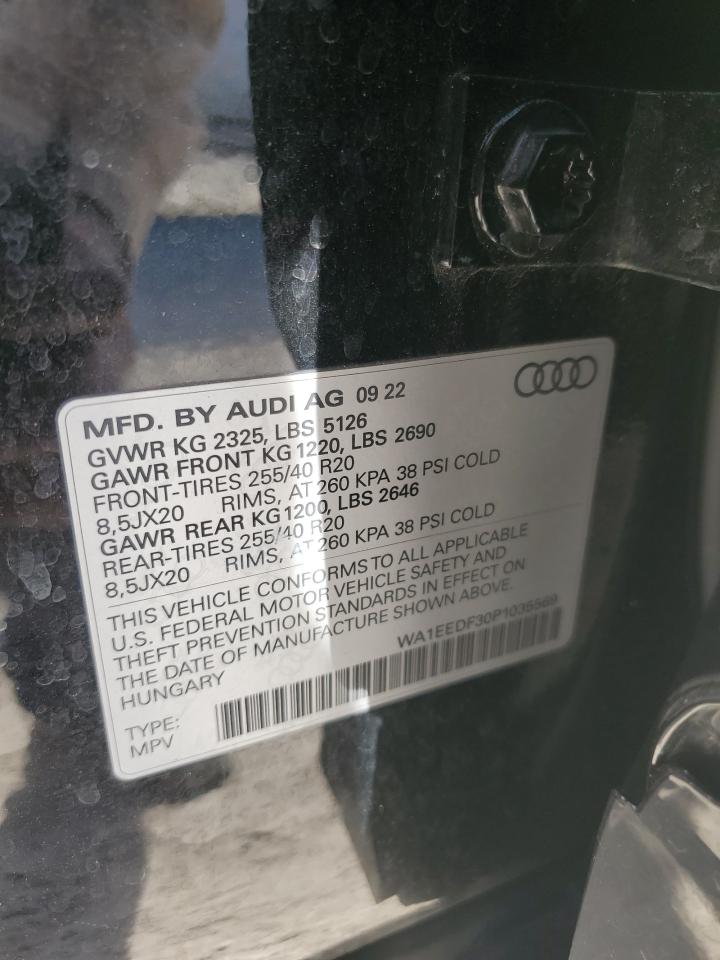 MFD. BY AUDI AG 09 22
GVWR KG 2325, LBS 5126
GAWR FRONT KG 1220, LBS 2690
FRONT-TIRES 255/40 R20
8,5JX20 RIMS, AT 260 KPA 38 PSI COLD
GAWR REAR KG 1200, LBS 2646
REAR-TIRES 255/40 R20
8,5JX20 RIMS, AT 260 KPA 38 PSI COLD
THIS VEHICLE CONFORMS TO ALL APPLICABLE
U.S. FEDERAL MOTOR VEHICLE SAFETY AND
THEFT PREVENTION STANDARDS IN EFFECT ON
THE DATE OF MANUFACTURE SHOWN ABOVE.
HUNGARY WA1EEDF30P1035569
TYPE:
MPV